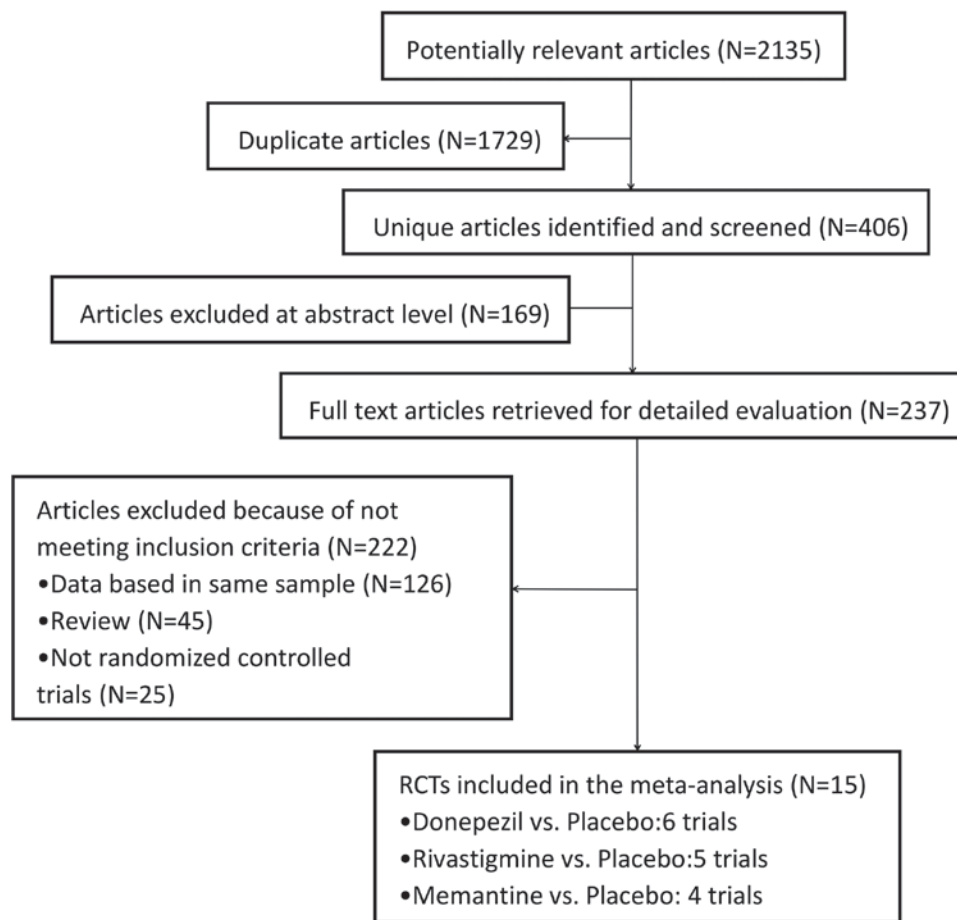 Potentially relevant articles (N=2135)
Duplicate articles (N=1729)
Unique articles identified and screened (N=406)
Articles excluded at abstract level (N=169)
Full text articles retrieved for detailed evaluation (N=237)
Articles excluded because of not
meeting inclusion criteria (N=222)
•Data based in same sample (N=126)
•Review (N=45)
•Not randomized controlled
trials (N=25)
RCTs included in the meta-analysis (N=15)
•Donepezil vs. Placebo:6 trials
•Rivastigmine vs. Placebo:5 trials
•Memantine vs. Placebo: 4 trials